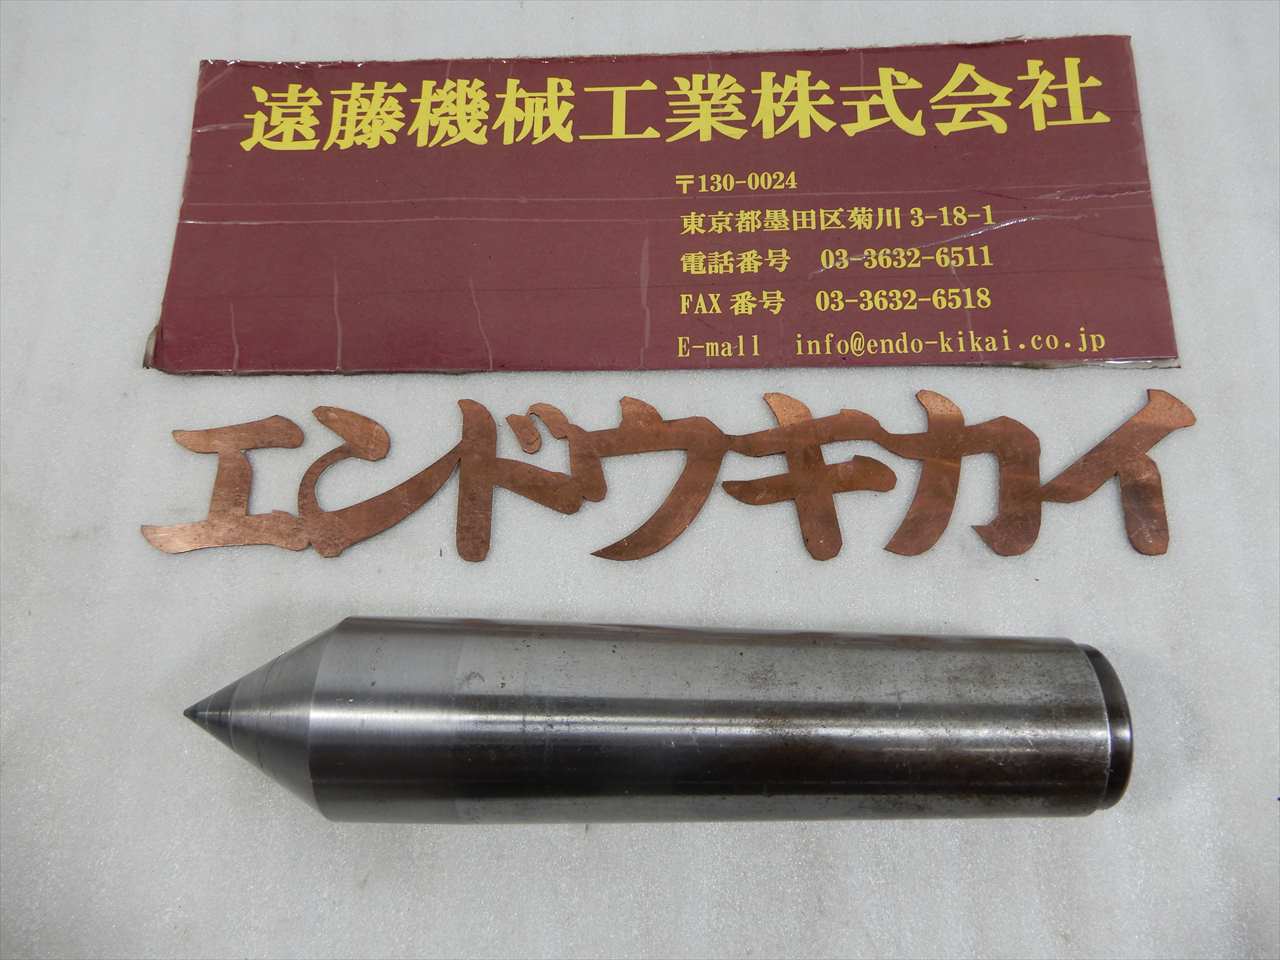 遠藤機械工業株式会社
〒130-0024
東京都墨田区菊川 3-18-1
電話番号 03-3632-6511
FAX 番号 03-3632-6518
E-mail info@endo-kikai.co.jp
エンドウキカイ